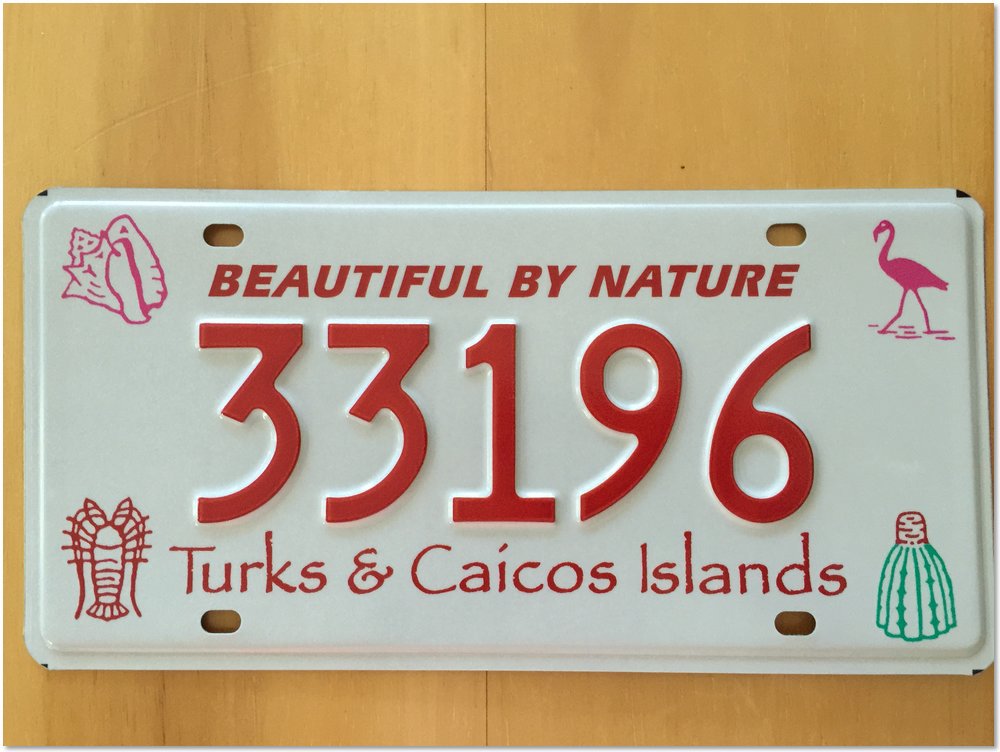 BEAUTIFUL BY NATURE
33196
Turks & Caicos Islands